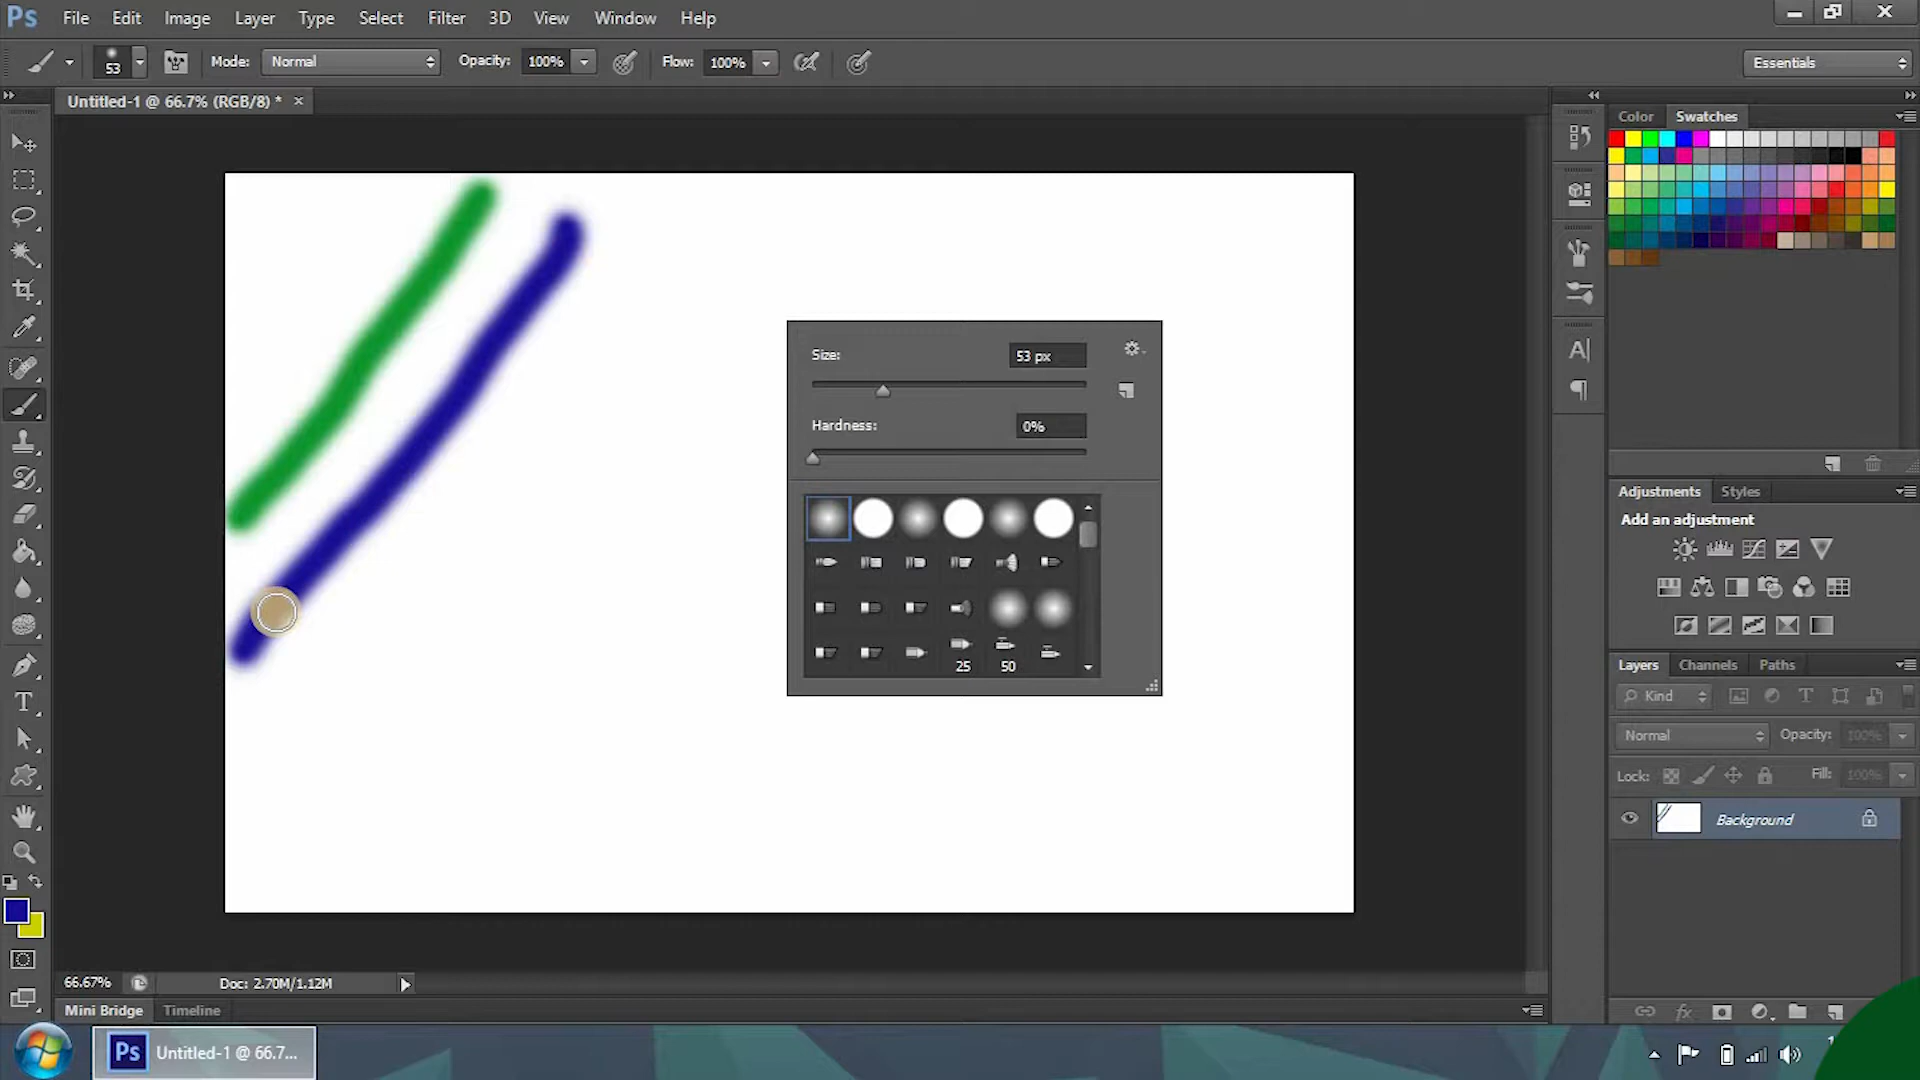 Ps File Edit Image Layer Type Select Filter 3D View Window Help
53 Mode: Normal Opacity: 100% Flow: 100% Essentials
Untitled-1 @ 66.7% (RGB/8) * ×
Color Swatches
Size: 53 px
Hardness: 0%
25 50
Adjustments Styles
Add an adjustment
Layers Channels Paths
Kind
Normal Opacity: 100%
Lock: Fill: 100%
Background
66.67% Doc: 2.70M/1.12M
Mini Bridge Timeline
Ps Untitled-1 @ 66.7...